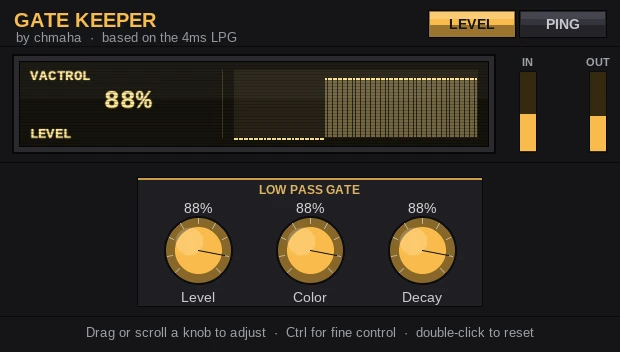 GATE KEEPER
by chmaha · based on the 4ms LPG
LEVEL
PING
VACTROL
88%
LEVEL
IN
OUT
LOW PASS GATE
88%
88%
88%
Level
Color
Decay
Drag or scroll a knob to adjust · Ctrl for fine control · double-click to reset